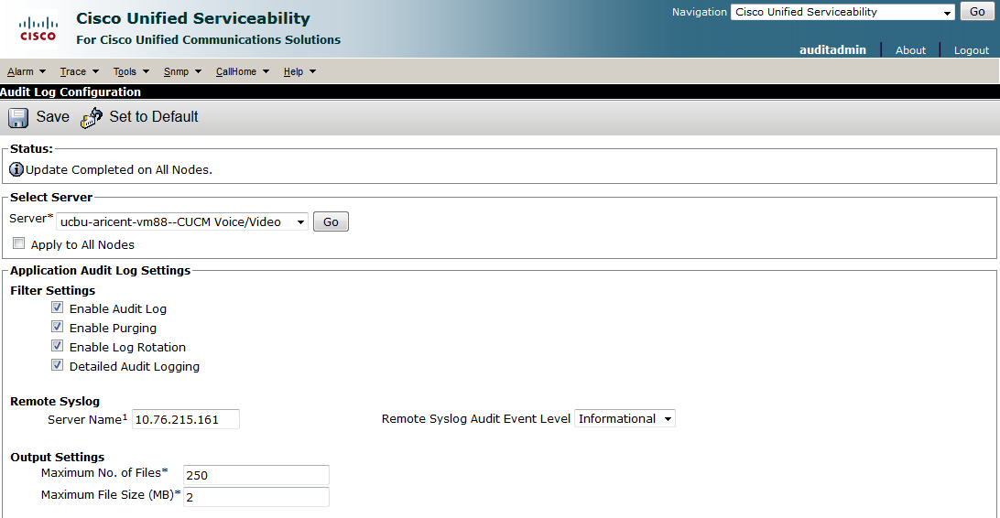 Cisco Unified Serviceability
Navigation Cisco Unified Serviceability Go
CISCO
For Cisco Unified Communications Solutions
auditadmin About Logout
Alarm Trace Tools Snmp CallHome Help
Audit Log Configuration
Save Set to Default
Status:
Update Completed on All Nodes.
Select Server
Server* ucbu-aricent-vm88--CUCM Voice/Video Go
Apply to All Nodes
Application Audit Log Settings
Filter Settings
Enable Audit Log
Enable Purging
Enable Log Rotation
Detailed Audit Logging
Remote Syslog
Server Name¹ 10.76.215.161 Remote Syslog Audit Event Level Informational
Output Settings
Maximum No. of Files* 250
Maximum File Size (MB)* 2